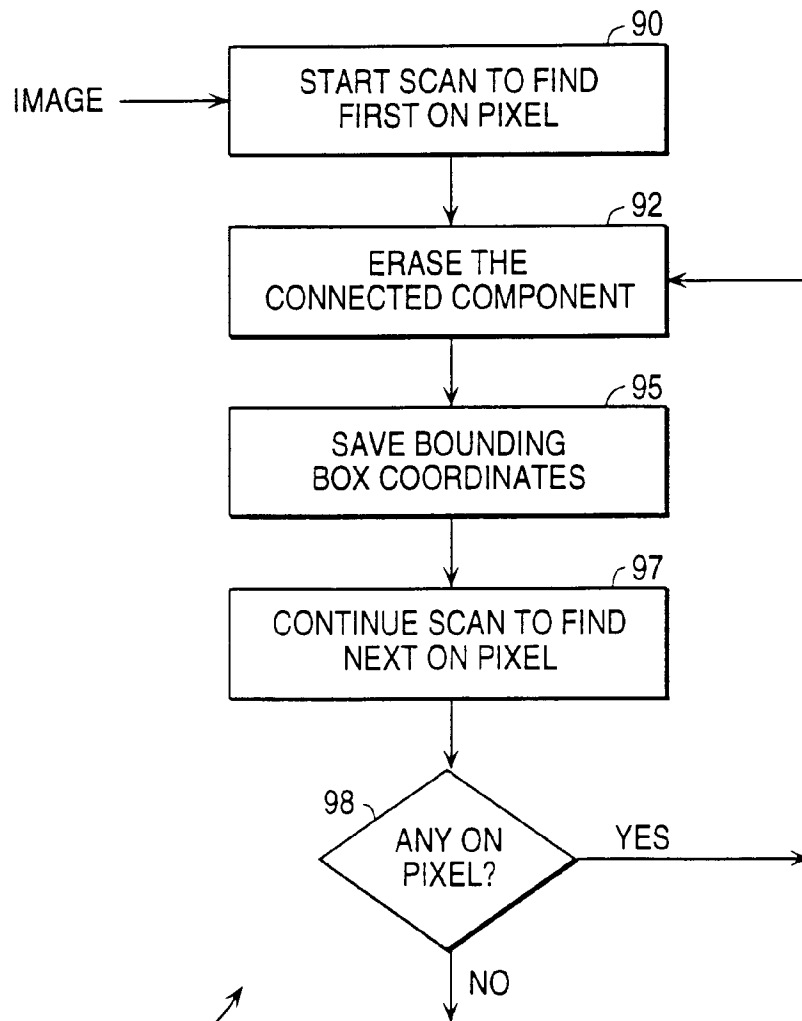 90
IMAGE
START SCAN TO FIND
FIRST ON PIXEL
92
ERASE THE
CONNECTED COMPONENT
95
SAVE BOUNDING
BOX COORDINATES
97
CONTINUE SCAN TO FIND
NEXT ON PIXEL
98
ANY ON
PIXEL?
YES
NO